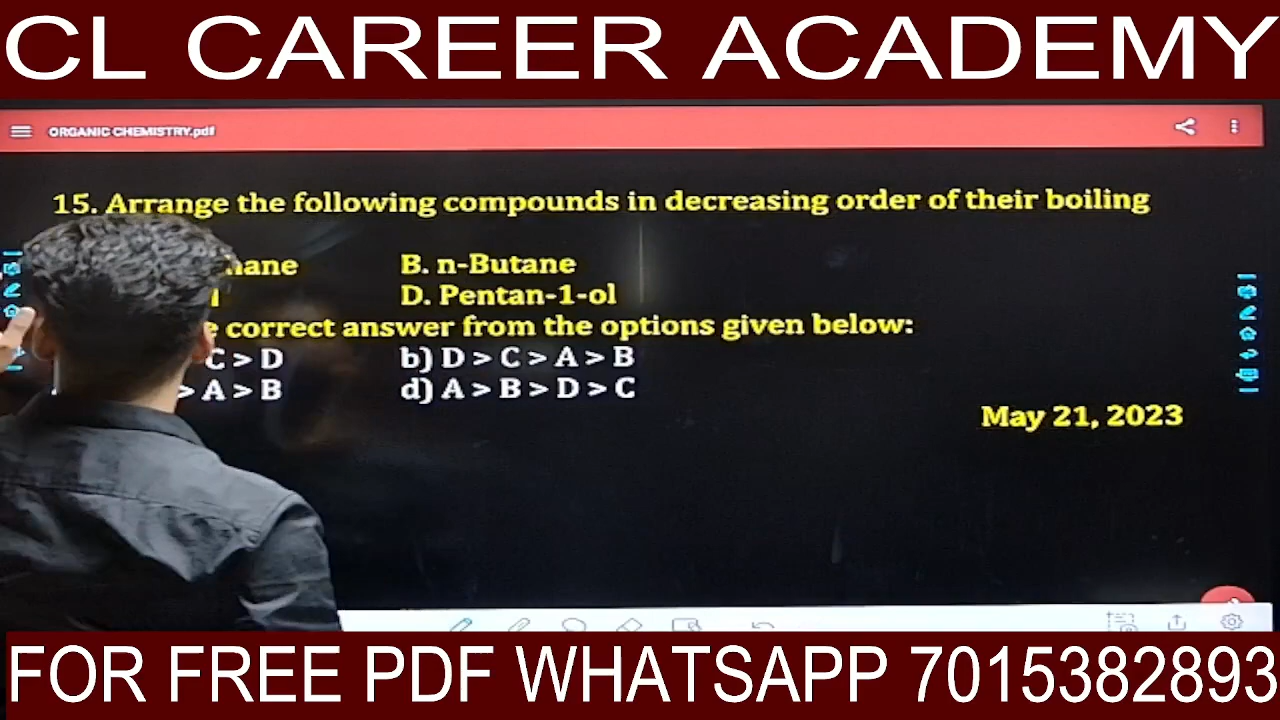 CL CAREER ACADEMY
ORGANIC CHEMISTRY.pdf
15. Arrange the following compounds in decreasing order of their boiling
B. n-Butane
D. Pentan-1-ol
correct answer from the options given below:
C > D b) D > C > A > B
> A > B d) A > B > D > C
May 21, 2023
FOR FREE PDF WHATSAPP 7015382893